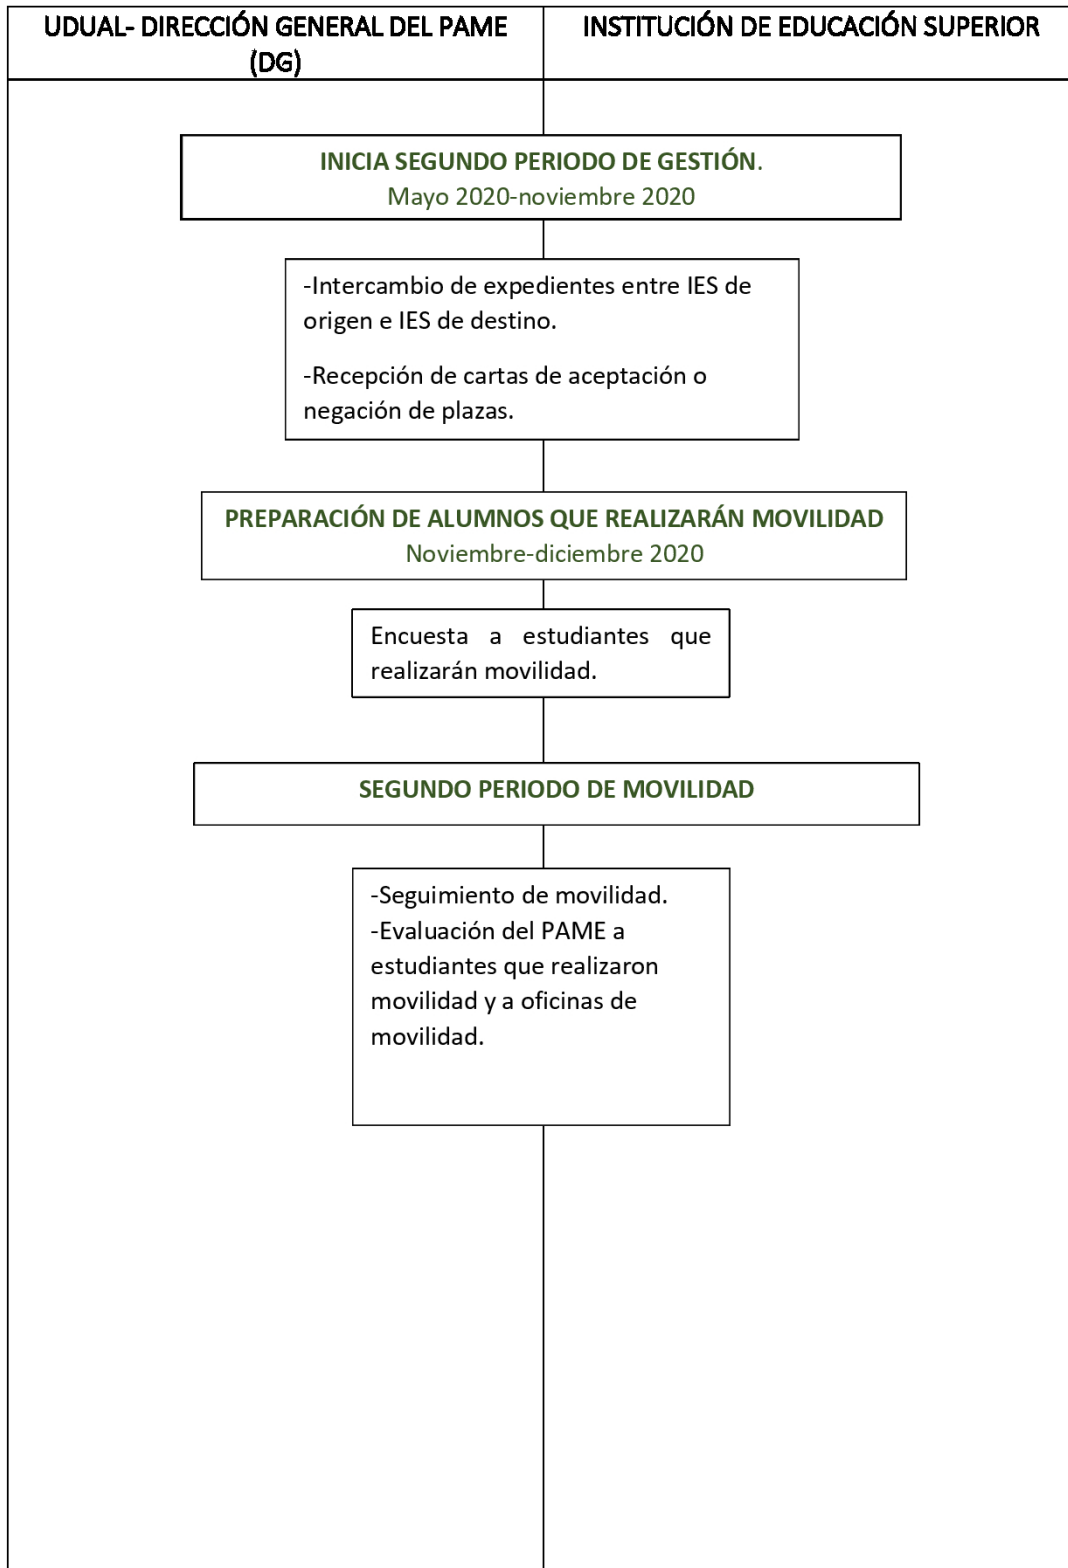 UDUAL- DIRECCIÓN GENERAL DEL PAME
(DG)
INSTITUCIÓN DE EDUCACIÓN SUPERIOR
INICIA SEGUNDO PERIODO DE GESTIÓN.
Mayo 2020-noviembre 2020
-Intercambio de expedientes entre IES de
origen e IES de destino.
-Recepción de cartas de aceptación o
negación de plazas.
PREPARACIÓN DE ALUMNOS QUE REALIZARÁN MOVILIDAD
Noviembre-diciembre 2020
Encuesta a estudiantes que
realizarán movilidad.
SEGUNDO PERIODO DE MOVILIDAD
-Seguimiento de movilidad.
-Evaluación del PAME a
estudiantes que realizaron
movilidad y a oficinas de
movilidad.